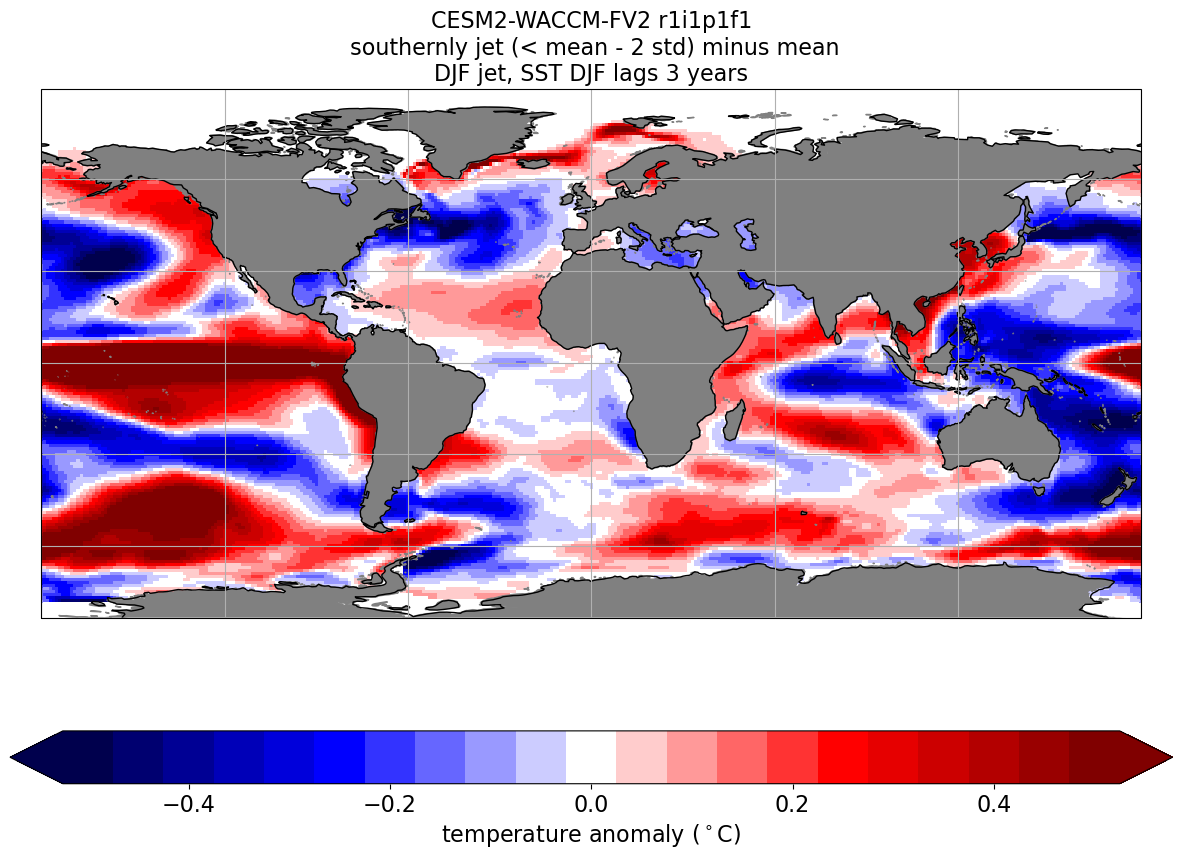 CESM2-WACCM-FV2 r1i1p1f1
southernly jet (< mean - 2 std) minus mean
DJF jet, SST DJF lags 3 years
−0.4 −0.2 0.0 0.2 0.4
temperature anomaly (∘C)